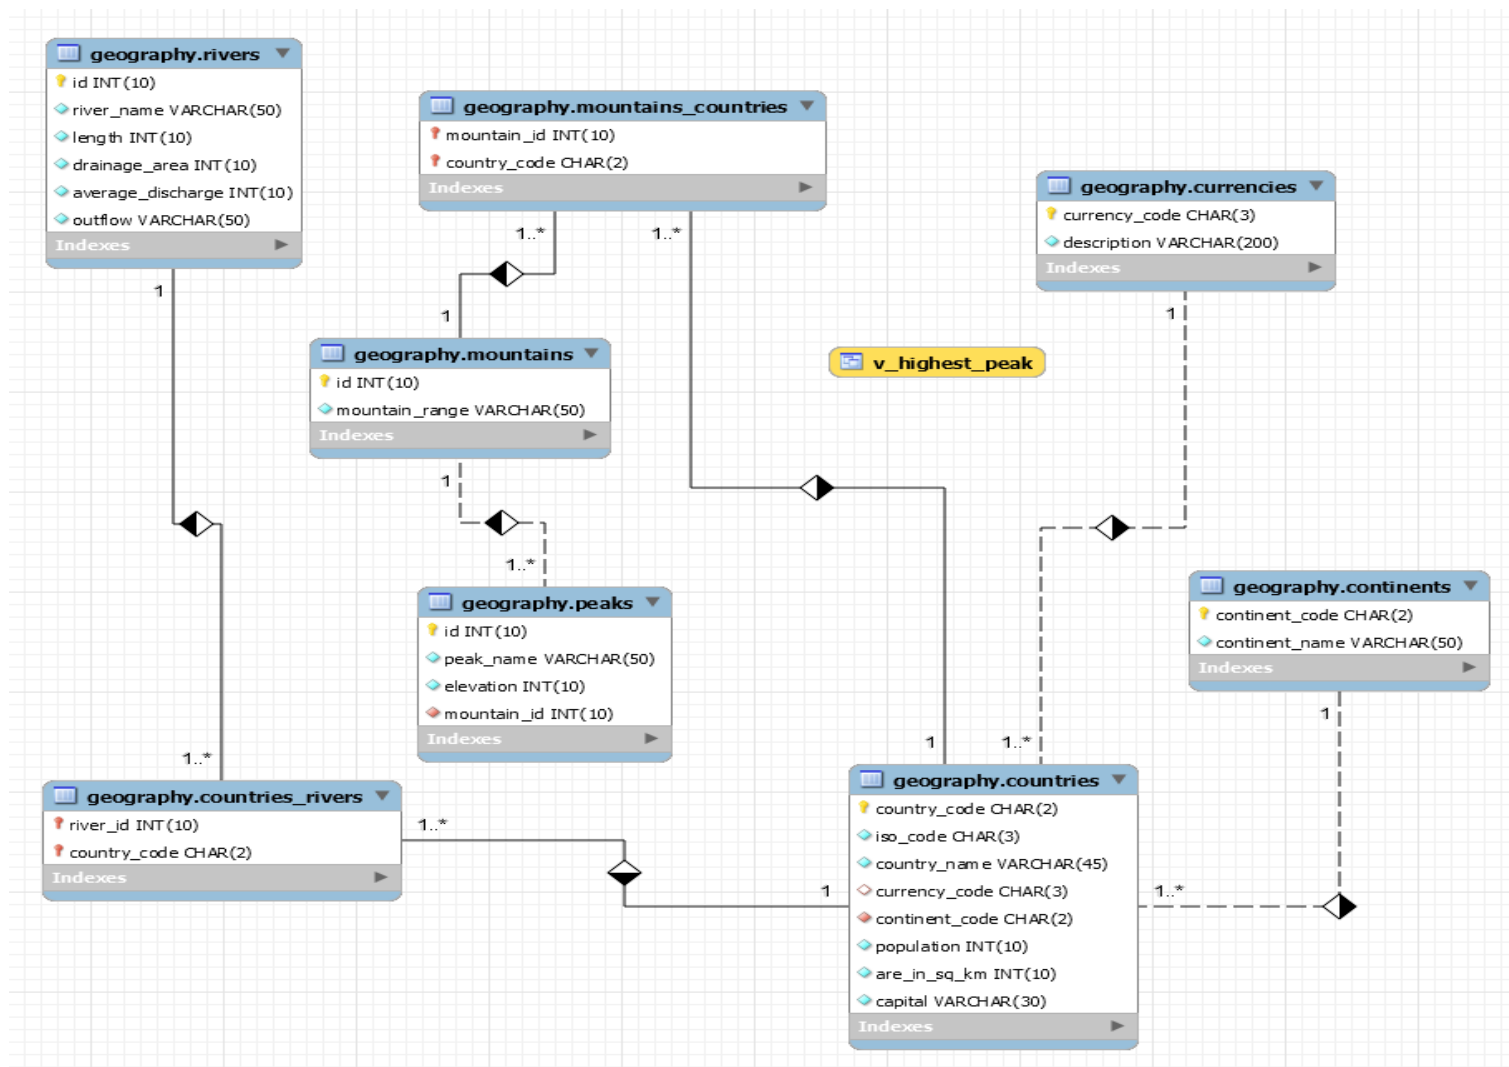 geography.rivers
id INT(10)
river_name VARCHAR(50)
length INT(10)
drainage_area INT(10)
average_discharge INT(10)
outflow VARCHAR(50)
Indexes
1
geography.mountains_countries
mountain_id INT(10)
country_code CHAR(2)
Indexes
1..*
1..*
1
geography.currencies
currency_code CHAR(3)
description VARCHAR(200)
Indexes
1
geography.mountains
id INT(10)
mountain_range VARCHAR(50)
Indexes
1
1..*
v_highest_peak
geography.peaks
id INT(10)
peak_name VARCHAR(50)
elevation INT(10)
mountain_id INT(10)
Indexes
geography.continents
continent_code CHAR(2)
continent_name VARCHAR(50)
Indexes
1
1..*
geography.countries_rivers
river_id INT(10)
country_code CHAR(2)
Indexes
1..*
1
1
1..*
geography.countries
country_code CHAR(2)
iso_code CHAR(3)
country_name VARCHAR(45)
currency_code CHAR(3)
continent_code CHAR(2)
population INT(10)
are_in_sq_km INT(10)
capital VARCHAR(30)
Indexes
1..*